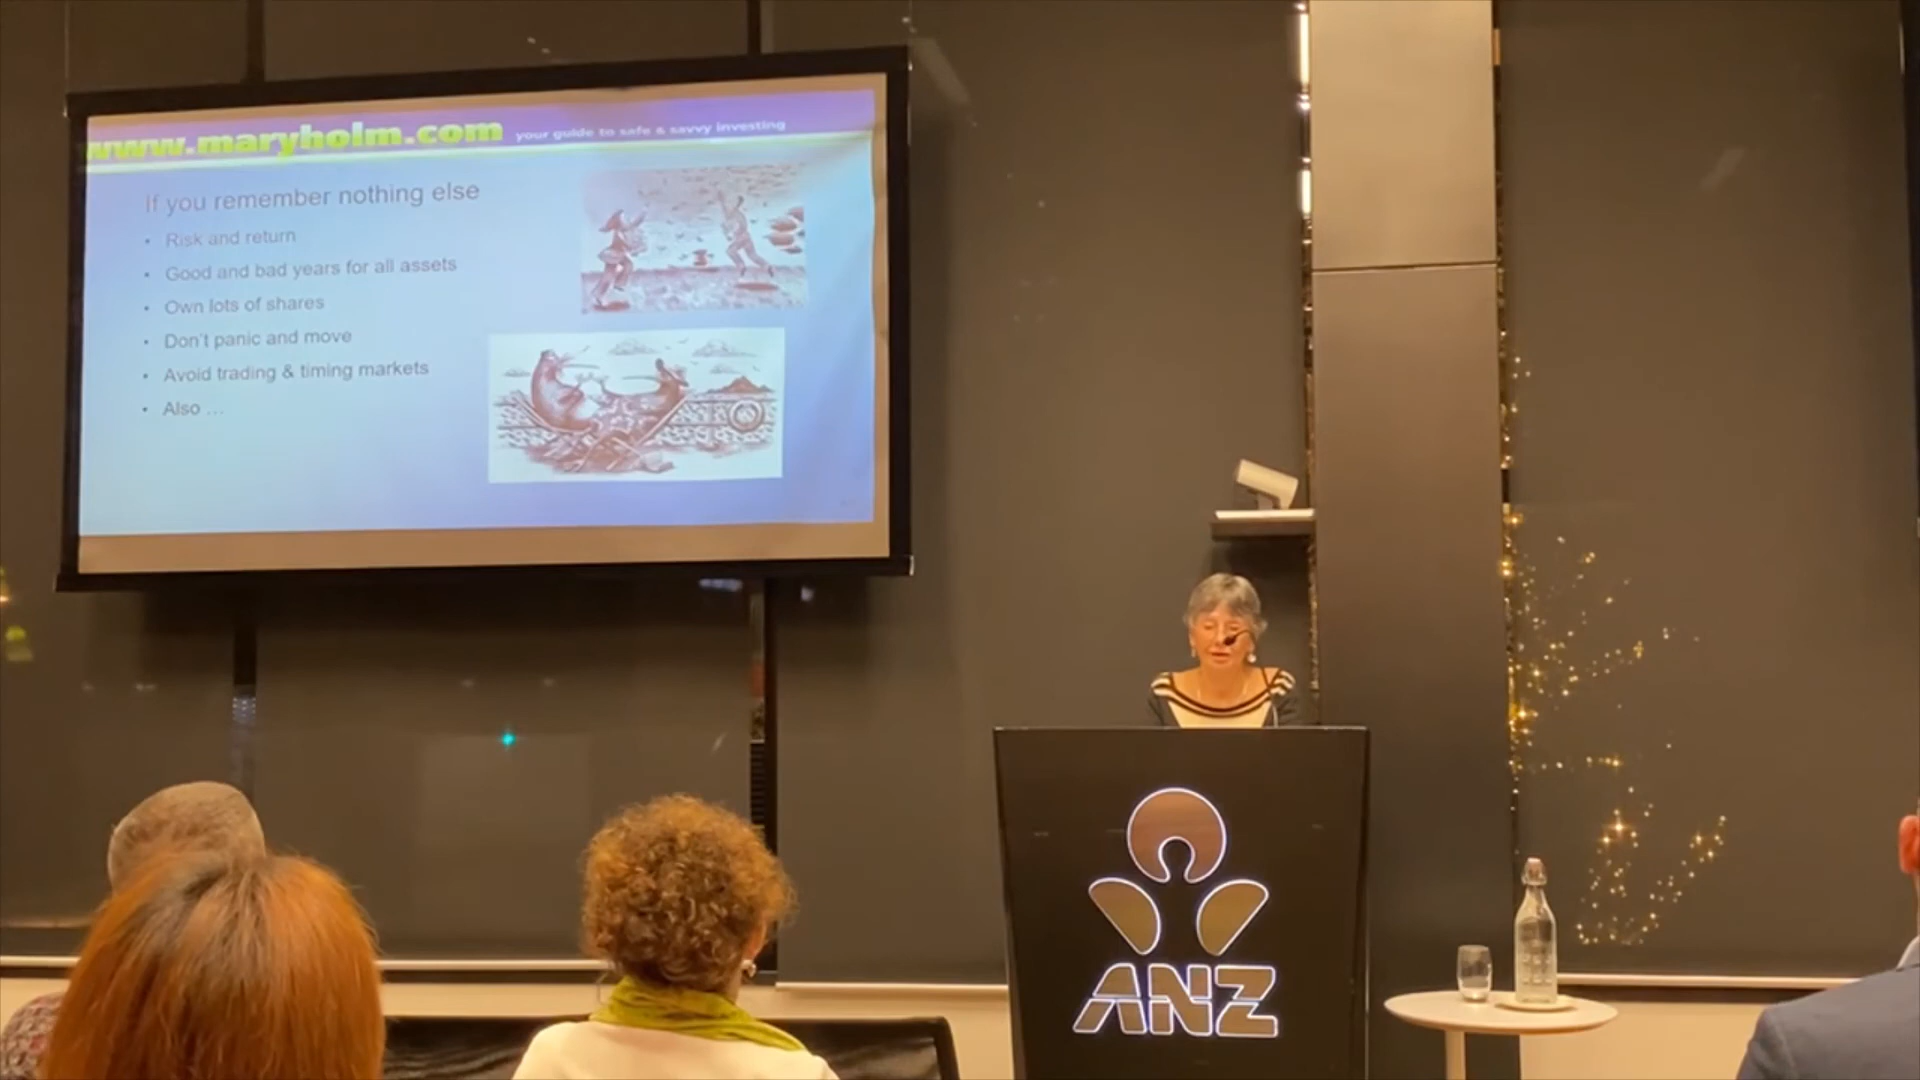 www.maryholm.com your guide to safe & savvy investing
If you remember nothing else
• Risk and return
• Good and bad years for all assets
• Own lots of shares
• Don't panic and move
• Avoid trading & timing markets
• Also ...
ANZ